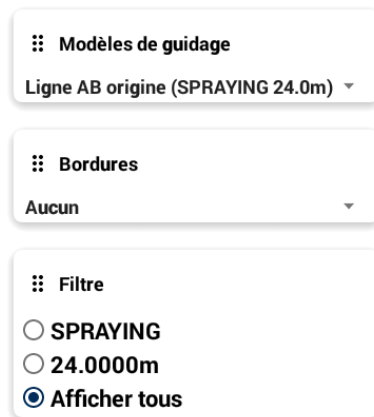 Modèles de guidage
Ligne AB origine (SPRAYING 24.0m)
Bordures
Aucun
Filtre
SPRAYING
24.0000m
Afficher tous